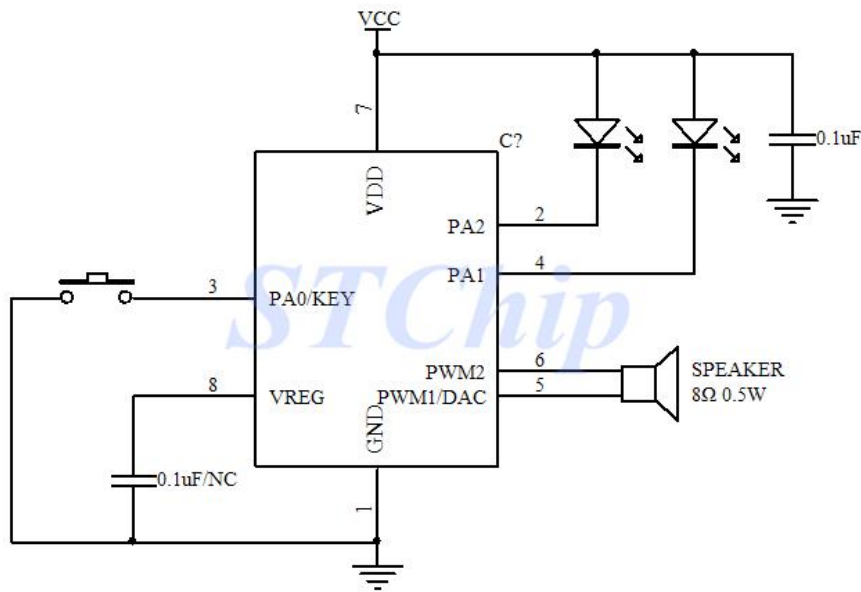 VCC
7
C?
0.1uF
VDD
PA2
2
PA1
4
3
PA0/KEY
STChip
PWM2
6
SPEAKER
8
VREG
PWM1/DAC
5
8Ω 0.5W
GND
0.1uF/NC
1